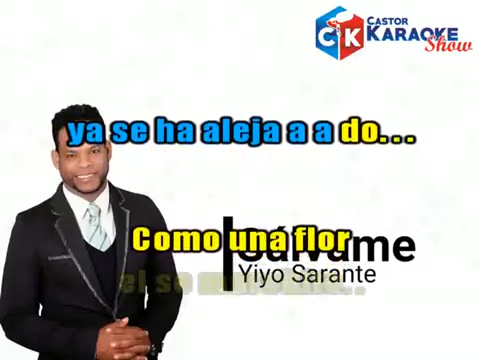 CASTOR
KARAOKE
Show
CK
ya se ha aleja a a do. . .
Como una flor
Sálvame
Yiyo Sarante